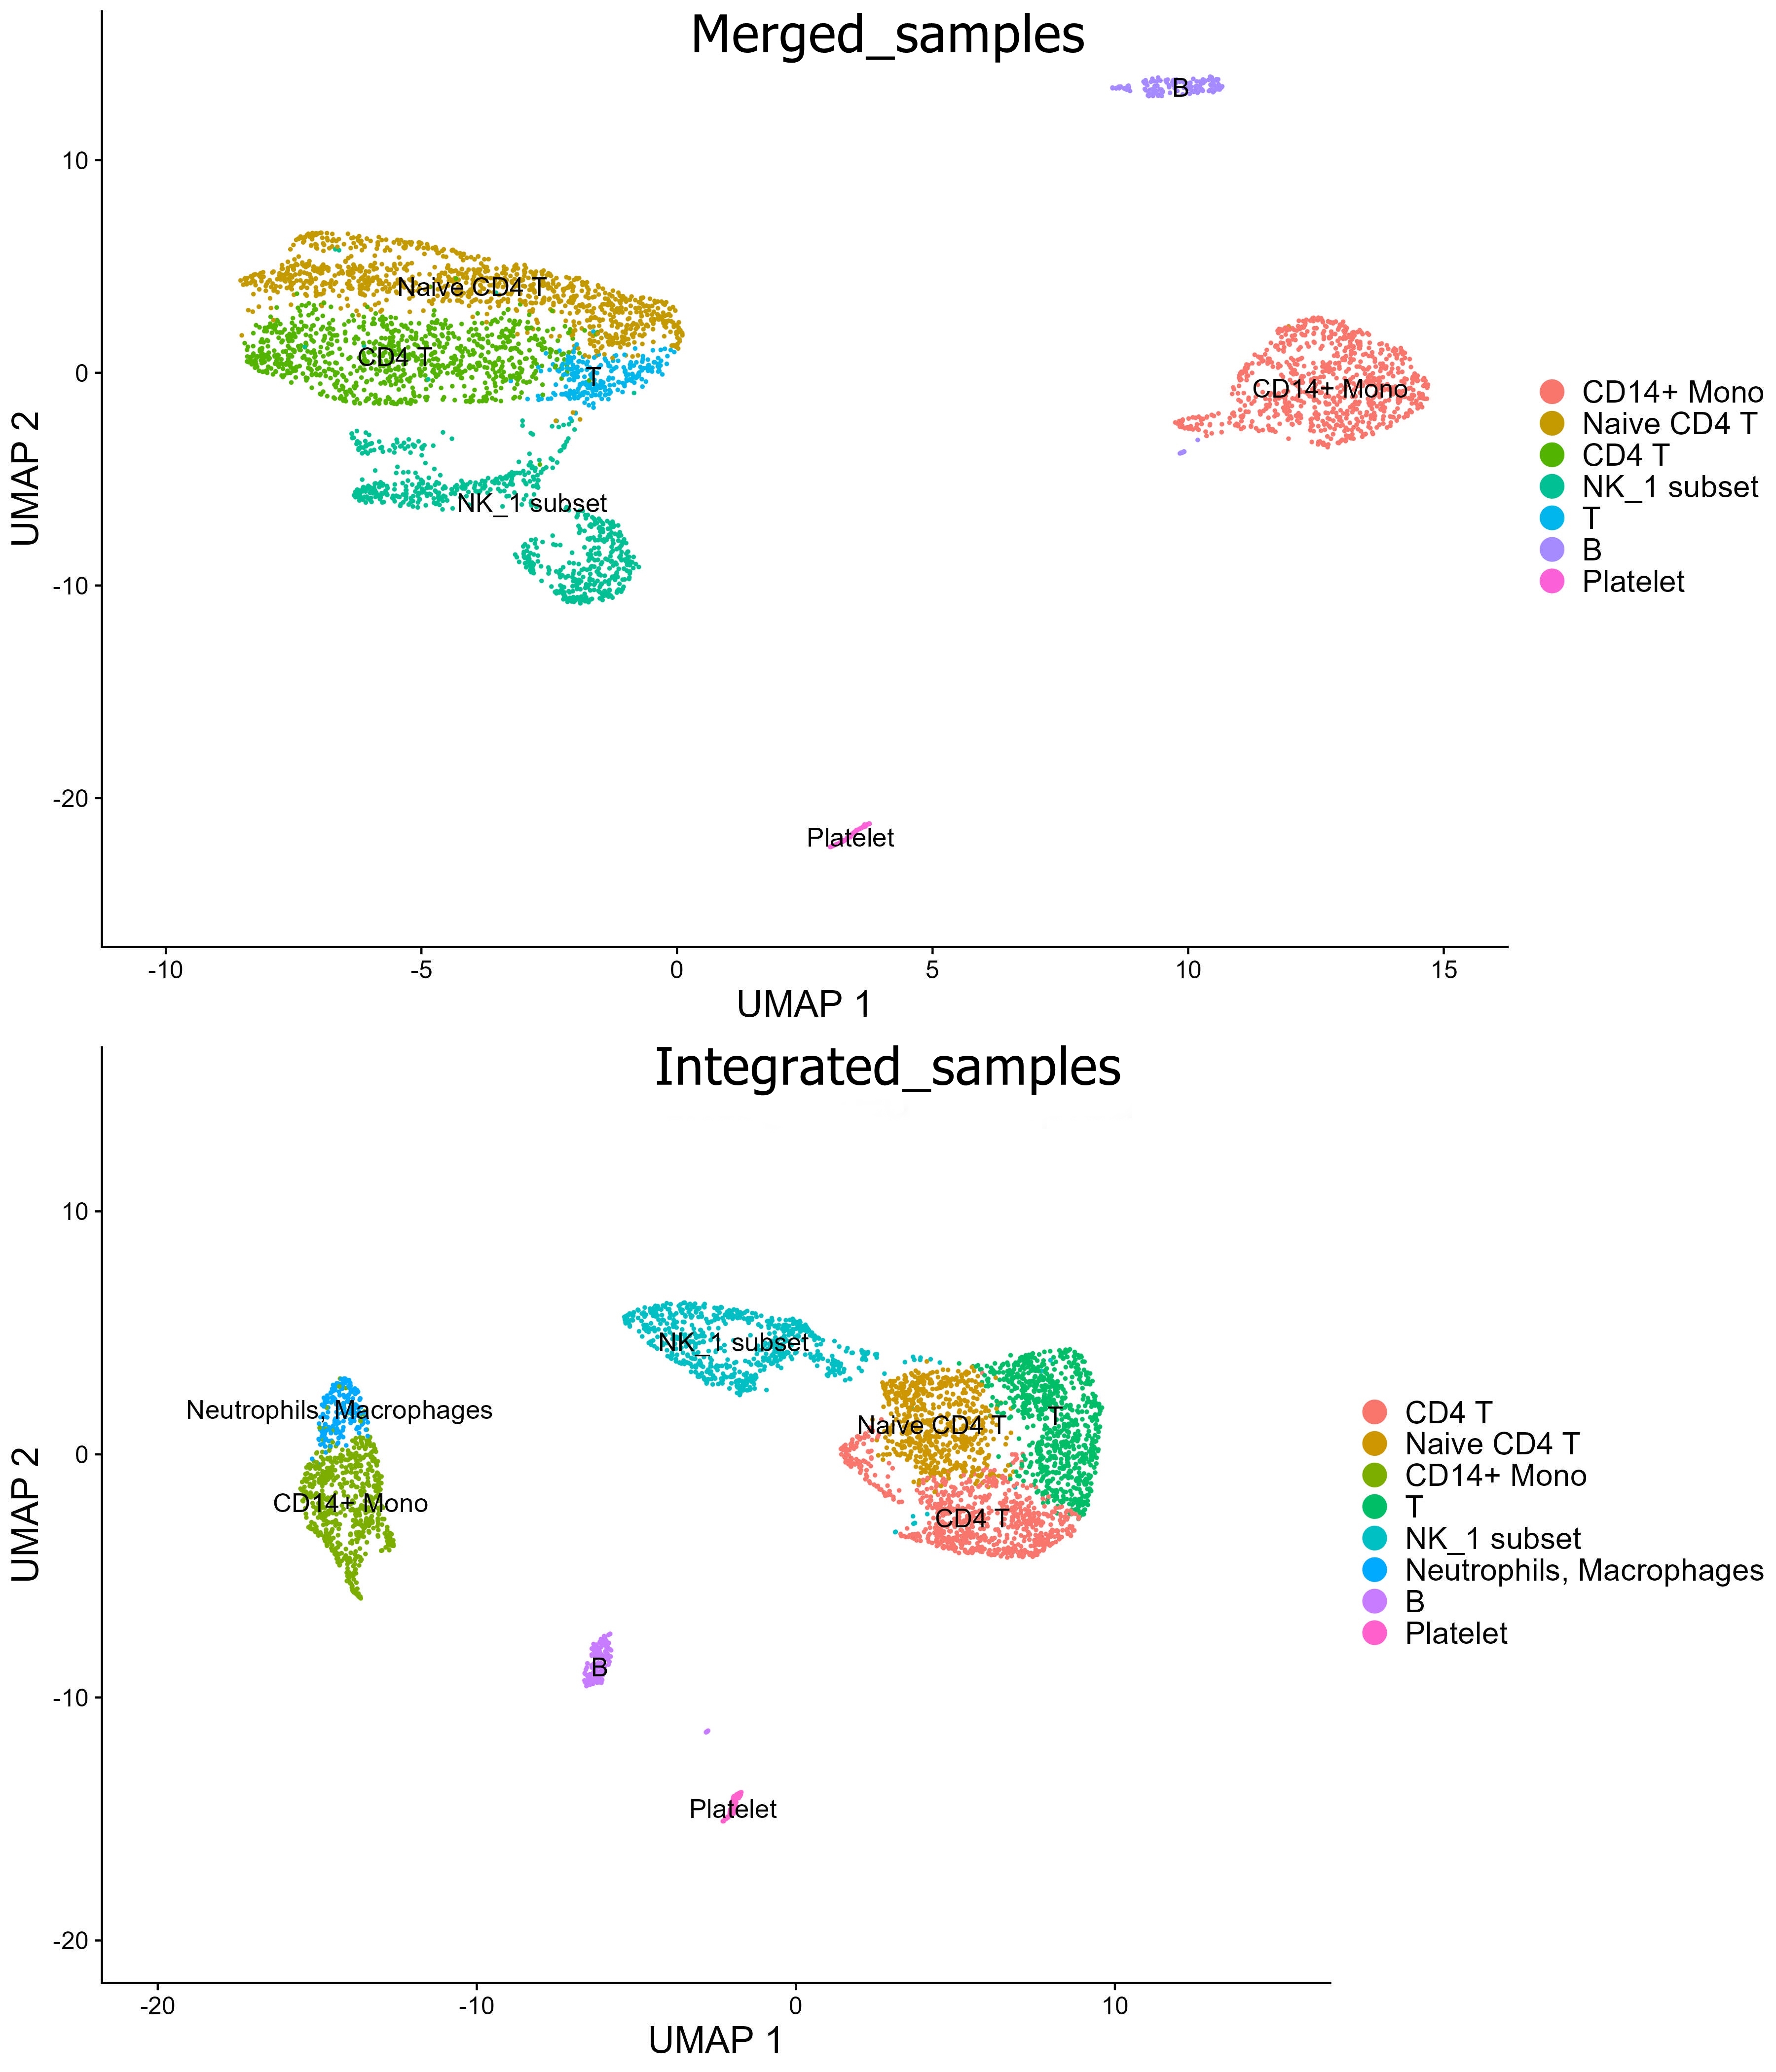 Merged_samples
B
10
Naive CD4 T
CD4 T
T
0
CD14+ Mono
NK_1 subset
-10
-20
Platelet
UMAP 2
-10
-5
0
5
10
15
UMAP 1
CD14+ Mono
Naive CD4 T
CD4 T
NK_1 subset
T
B
Platelet
Integrated_samples
10
NK_1 subset
Neutrophils, Macrophages
Naive CD4 T
T
0
CD14+ Mono
CD4 T
B
-10
Platelet
-20
UMAP 2
-20
-10
0
10
UMAP 1
CD4 T
Naive CD4 T
CD14+ Mono
T
NK_1 subset
Neutrophils, Macrophages
B
Platelet